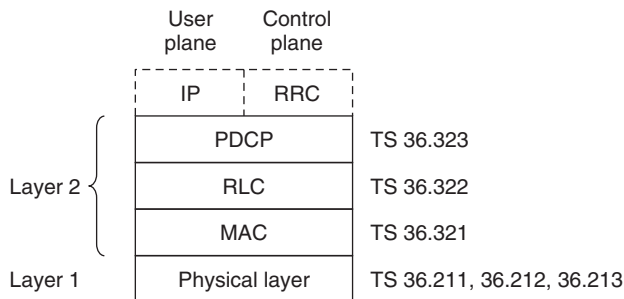 User plane
Control plane
IP
RRC
PDCP
TS 36.323
Layer 2
RLC
TS 36.322
MAC
TS 36.321
Layer 1
Physical layer
TS 36.211, 36.212, 36.213